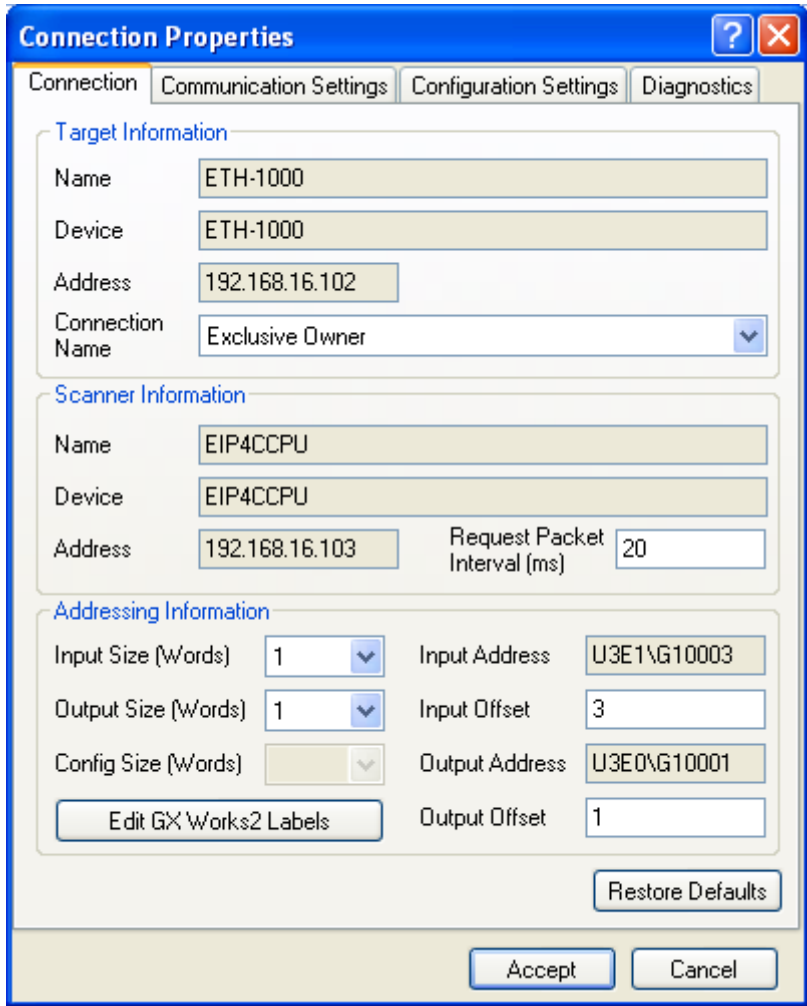 Connection Properties
Connection Communication Settings Configuration Settings Diagnostics
Target Information
Name ETH-1000
Device ETH-1000
Address 192.168.16.102
Connection
Name Exclusive Owner
Scanner Information
Name EIP4CCPU
Device EIP4CCPU
Address 192.168.16.103 Request Packet
Interval (ms) 20
Addressing Information
Input Size (Words) 1 Input Address U3E1\G10003
Output Size (Words) 1 Input Offset 3
Config Size (Words) Output Address U3E0\G10001
Edit GX Works2 Labels Output Offset 1
Restore Defaults
Accept Cancel